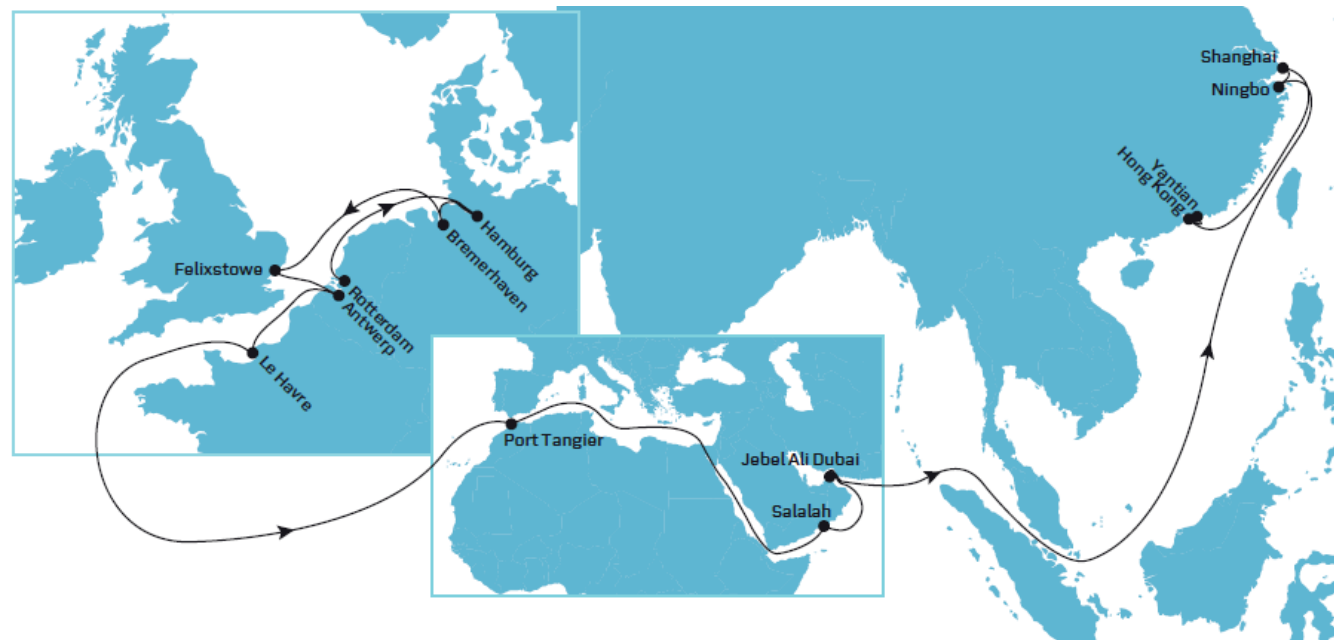 Shanghai
Ningbo
Yantian
Hong Kong
Hamburg
Bremerhaven
Felixstowe
Rotterdam
Antwerp
Le Havre
Port Tangier
Jebel Ali Dubai
Salalah